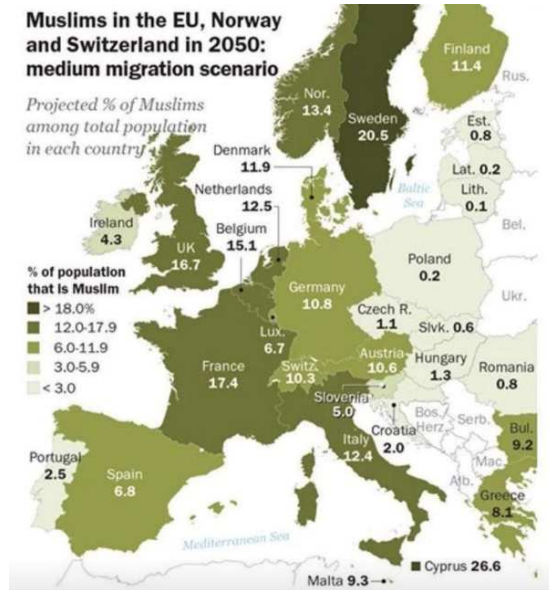 Muslims in the EU, Norway
and Switzerland in 2050:
medium migration scenario
Projected % of Muslims
among total population
in each country
Finland
11.4
Rus.
Nor.
13.4
Sweden
20.5
Est.
0.8
Denmark
11.9
Lat. 0.2
Netherlands
12.5
Baltic
Sea
Lith.
0.1
Ireland
4.3
Belgium
15.1
Bel.
UK
16.7
Poland
0.2
% of population
that is Muslim
> 18.0%
12.0-17.9
6.0-11.9
3.0-5.9
< 3.0
Germany
10.8
Ukr.
Czech R.
1.1
Lux.
6.7
Slvk. 0.6
France
17.4
Switz.
10.3
Austria
10.6
Hungary
1.3
Romania
0.8
Slovenia
5.0
Croatia
2.0
Bos.
Herz.
Serb.
Bul.
9.2
Italy
12.4
Portugal
2.5
Spain
6.8
Mac.
Alb.
Greece
8.1
Mediterranean Sea
Cyprus 26.6
Malta 9.3